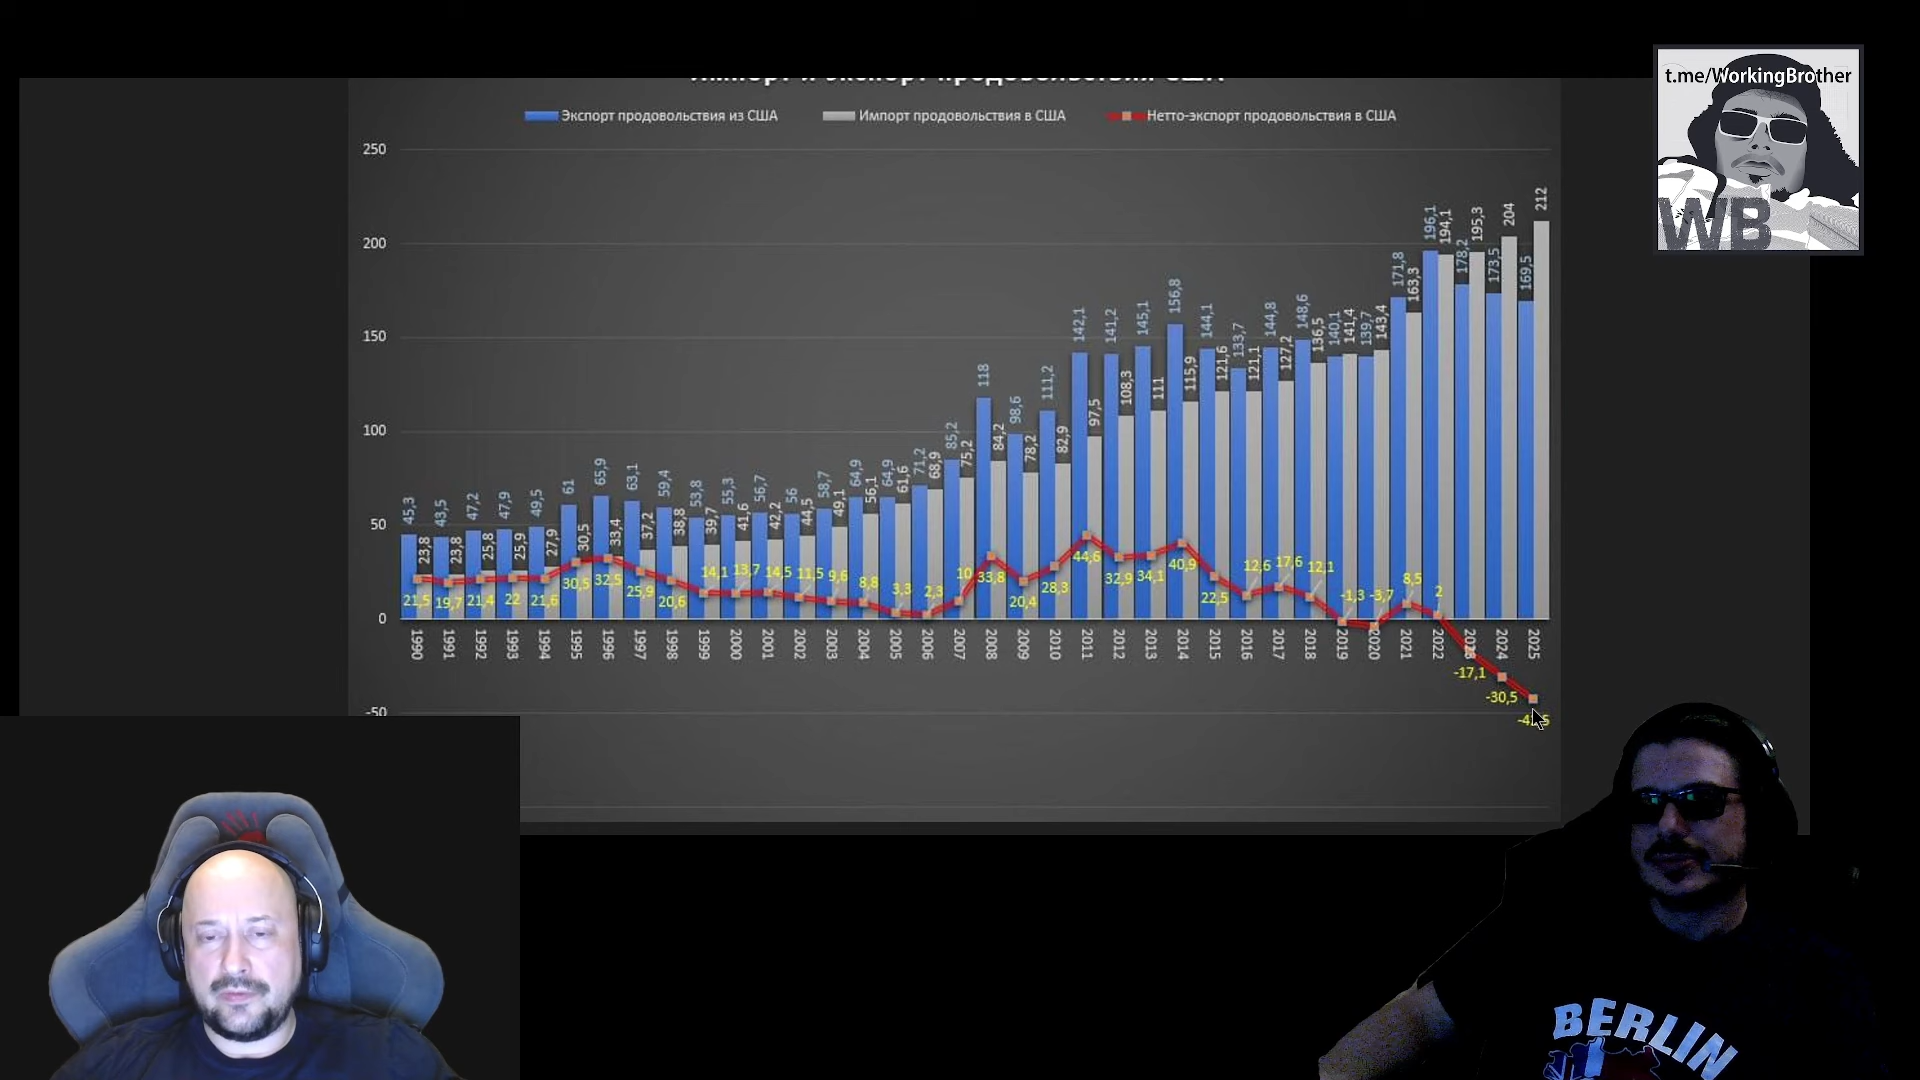 Импорт и экспорт продовольствия США
t.me/WorkingBrother
WB
Экспорт продовольствия из США
Импорт продовольствия в США
Нетто-экспорт продовольствия в США
250
200
150
100
50
0
-50
45,3 43,5 47,2 47,9 49,5 61 65,9 63,1 59,4 53,8 55,3 56,7 56 58,7 64,9 64,9 71,2 85,2 118 98,6 111,2 142,1 141,2 145,1 156,8 144,1 133,7 144,8 148,6 140,1 139,7 171,8 196,1 178,2 173,5 169,5
23,8 23,8 25,8 25,9 27,9 30,5 33,4 37,2 38,8 39,7 41,6 42,2 44,5 49,1 56,1 61,6 68,9 75,2 84,2 78,2 82,9 97,5 108,3 111 115,9 121,6 121,1 127,2 136,5 141,4 143,4 163,3 194,1 195,3 204 212
21,5 19,7 21,4 22 21,6 30,5 32,5 25,9 20,6 14,1 13,7 14,5 11,5 9,6 8,8 3,3 2,3 10 33,8 20,4 28,3 44,6 32,9 34,1 40,9 22,5 12,6 17,6 12,1 -1,3 -3,7 8,5 2 -17,1 -30,5
1990 1991 1992 1993 1994 1995 1996 1997 1998 1999 2000 2001 2002 2003 2004 2005 2006 2007 2008 2009 2010 2011 2012 2013 2014 2015 2016 2017 2018 2019 2020 2021 2022 2023 2024 2025
BERLIN